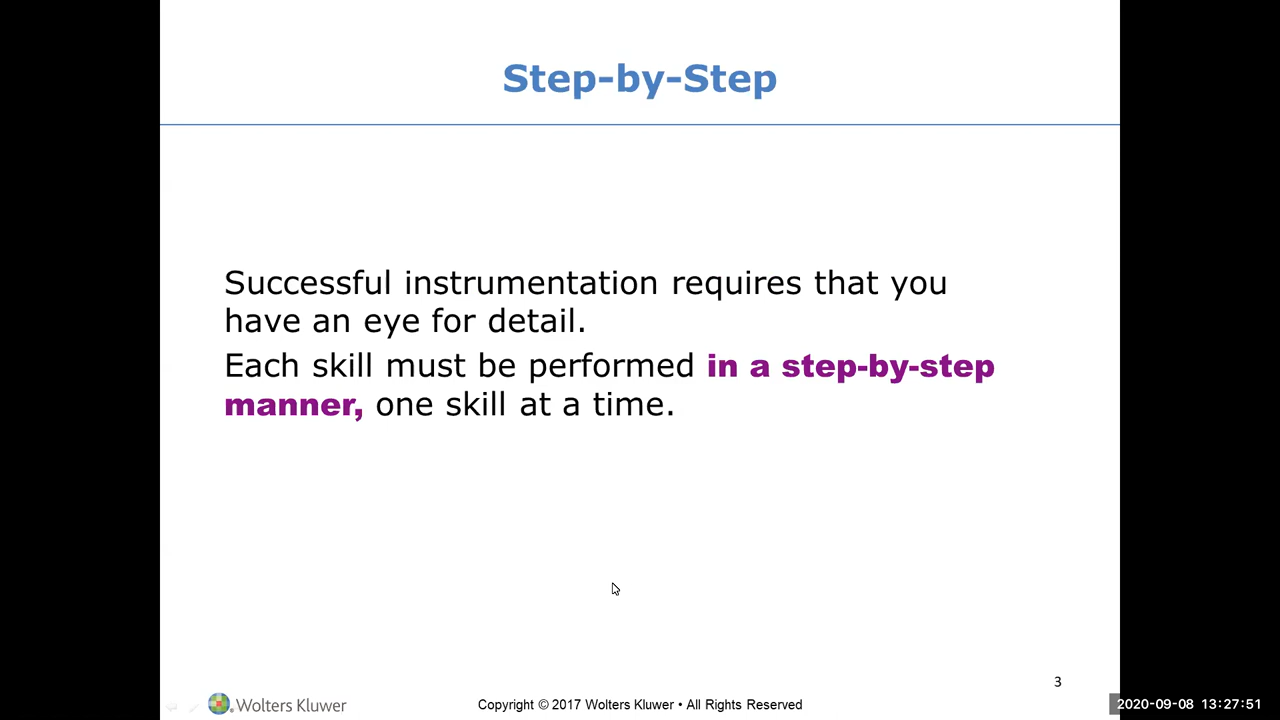 Step-by-Step
Successful instrumentation requires that you
have an eye for detail.
Each skill must be performed in a step-by-step
manner, one skill at a time.
3
Wolters Kluwer
Copyright © 2017 Wolters Kluwer • All Rights Reserved
2020-09-08 13:27:51